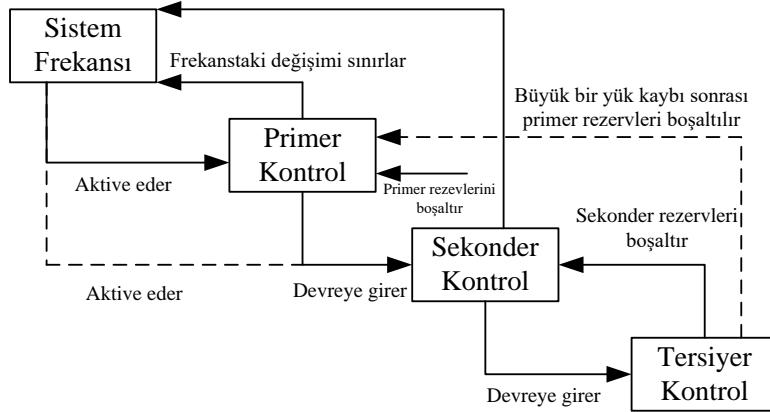 Sistem
Frekansı
Frekanstaki değişimi sınırlar
Büyük bir yük kaybı sonrası
primer rezervleri boşaltılır
Primer
Kontrol
Aktive eder
Primer rezevlerini
boşaltır
Sekonder rezervleri
boşaltır
Sekonder
Kontrol
Aktive eder
Devreye girer
Tersiyer
Kontrol
Devreye girer